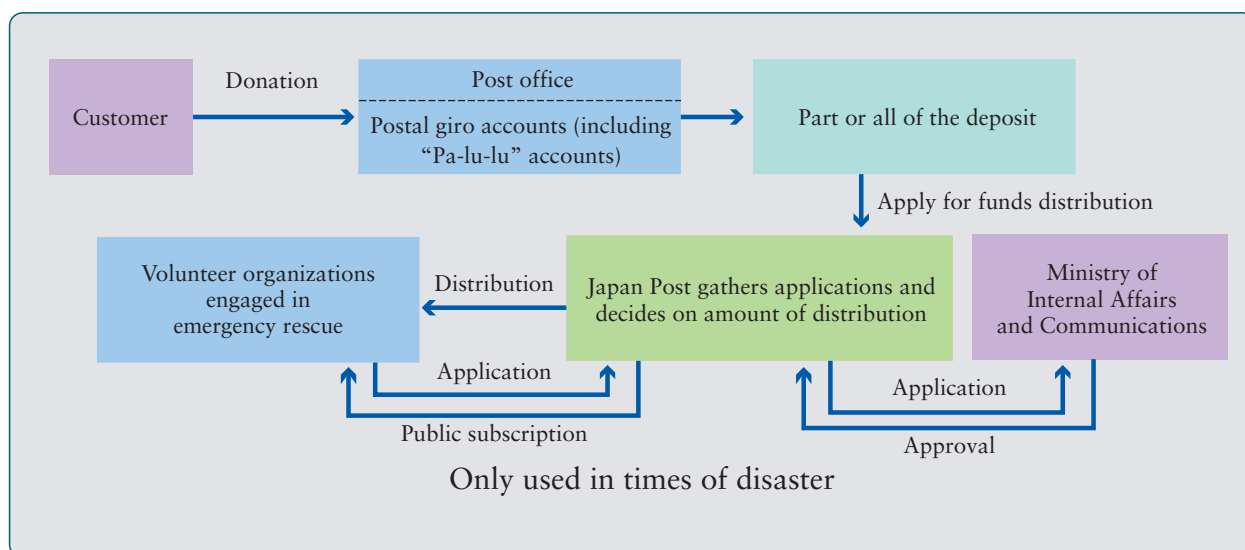 Customer
Donation
Post office
Postal giro accounts (including
“Pa-lu-lu” accounts)
Part or all of the deposit
Apply for funds distribution
Volunteer organizations
engaged in
emergency rescue
Distribution
Japan Post gathers applications and
decides on amount of distribution
Ministry of
Internal Affairs
and Communications
Application
Public subscription
Application
Approval
Only used in times of disaster